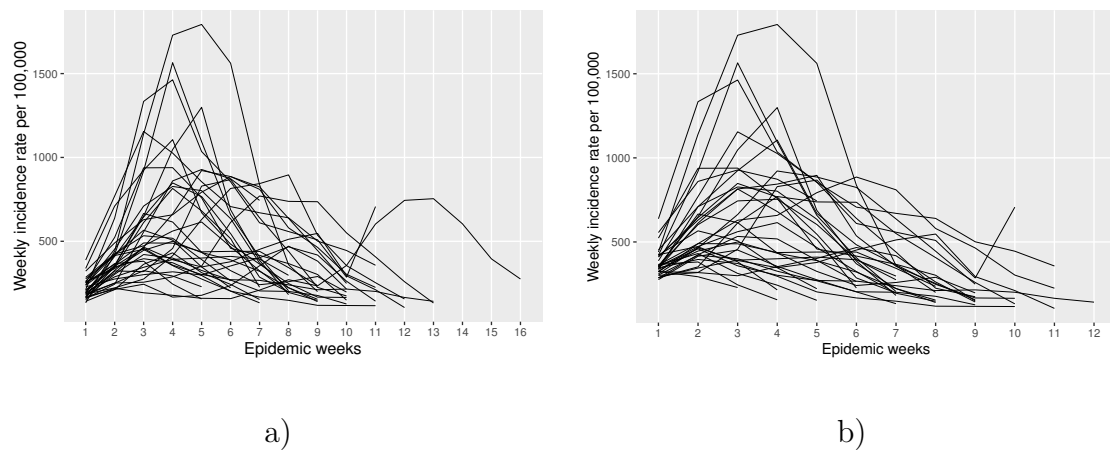 Weekly incidence rate per 100,000
1500
1000
500
1 2 3 4 5 6 7 8 9 10 11 12 13 14 15 16
Epidemic weeks
a)
Weekly incidence rate per 100,000
1500
1000
500
1 2 3 4 5 6 7 8 9 10 11 12
Epidemic weeks
b)